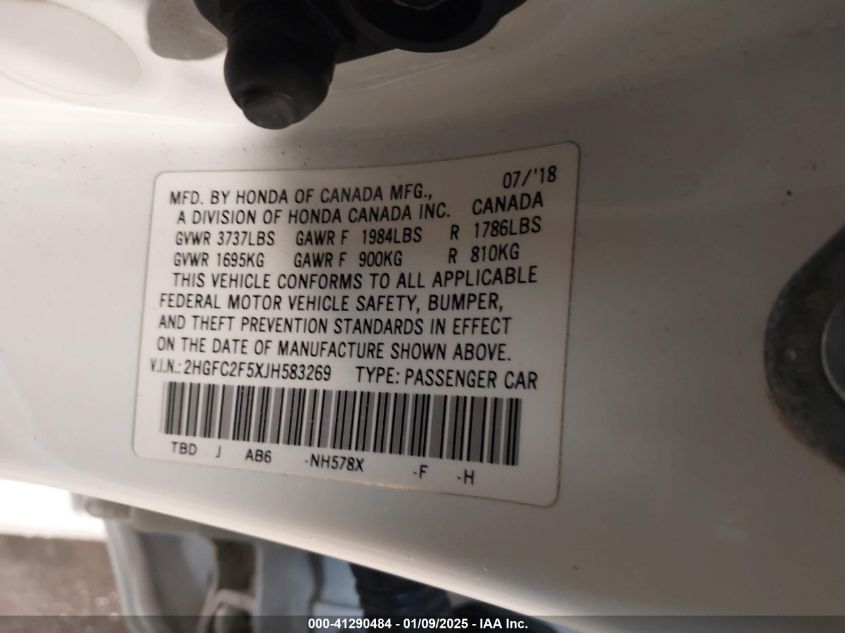 07/'18
MFD. BY HONDA OF CANADA MFG.,
A DIVISION OF HONDA CANADA INC. CANADA
GVWR 3737LBS GAWR F 1984LBS R 1786LBS
GVWR 1695KG GAWR F 900KG R 810KG
THIS VEHICLE CONFORMS TO ALL APPLICABLE
FEDERAL MOTOR VEHICLE SAFETY, BUMPER,
AND THEFT PREVENTION STANDARDS IN EFFECT
ON THE DATE OF MANUFACTURE SHOWN ABOVE.
V.I.N.: 2HGFC2F5XJH583269 TYPE: PASSENGER CAR
TBD J AB6 -NH578X -F -H
000-41290484 - 01/09/2025 - IAA Inc.